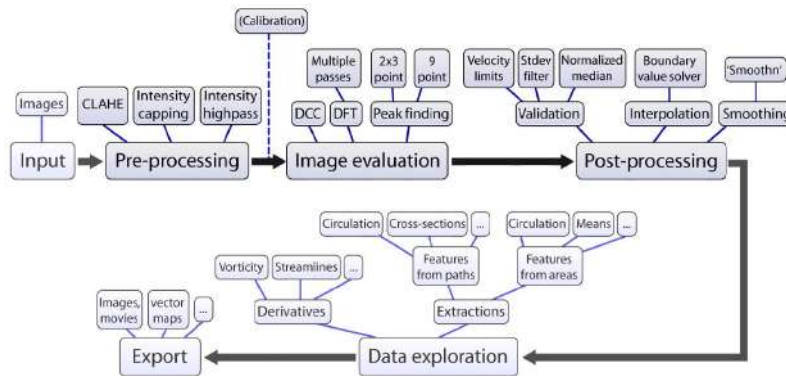 (Calibration)
Multiple
passes
2x3
point
9
point
Velocity
limits
Stdev
filter
Normalized
median
Boundary
value solver
'Smoothn'
Images
CLAHE
Intensity
capping
Intensity
highpass
DCC
DFT
Peak finding
Validation
Interpolation
Smoothing
Input
Pre-processing
Image evaluation
Post-processing
Circulation
Cross-sections
...
Circulation
Means
...
Vorticity
Streamlines
...
Features
from paths
Features
from areas
Images,
movies
vector
maps
...
Derivatives
Extractions
Export
Data exploration